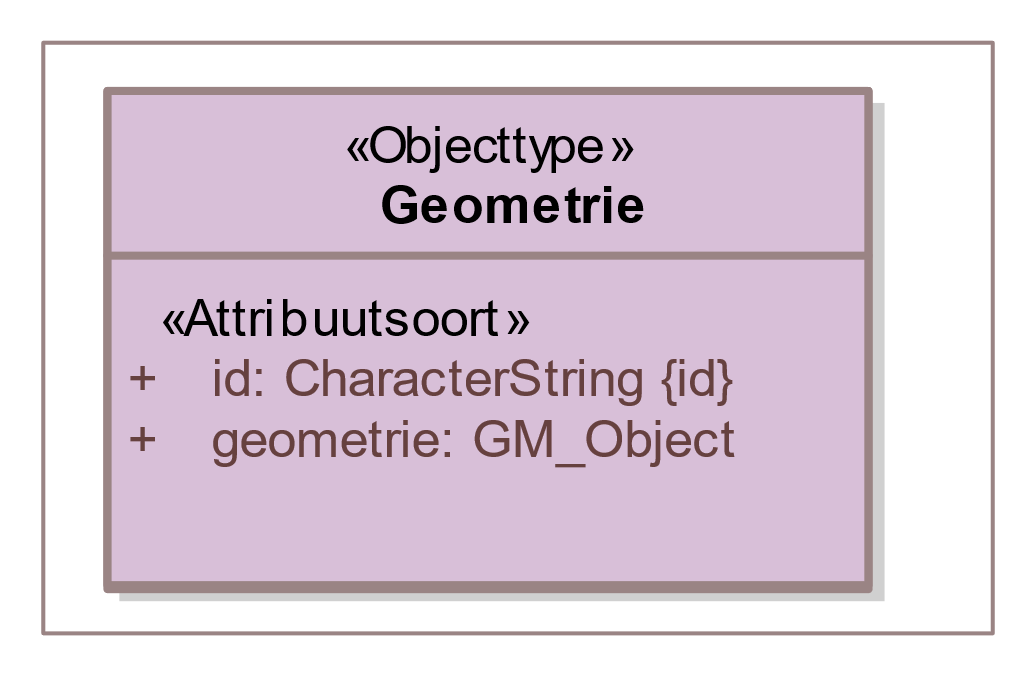 «Objecttype»
Geometrie
«Attribuutsoort»
+ id: CharacterString {id}
+ geometrie: GM_Object